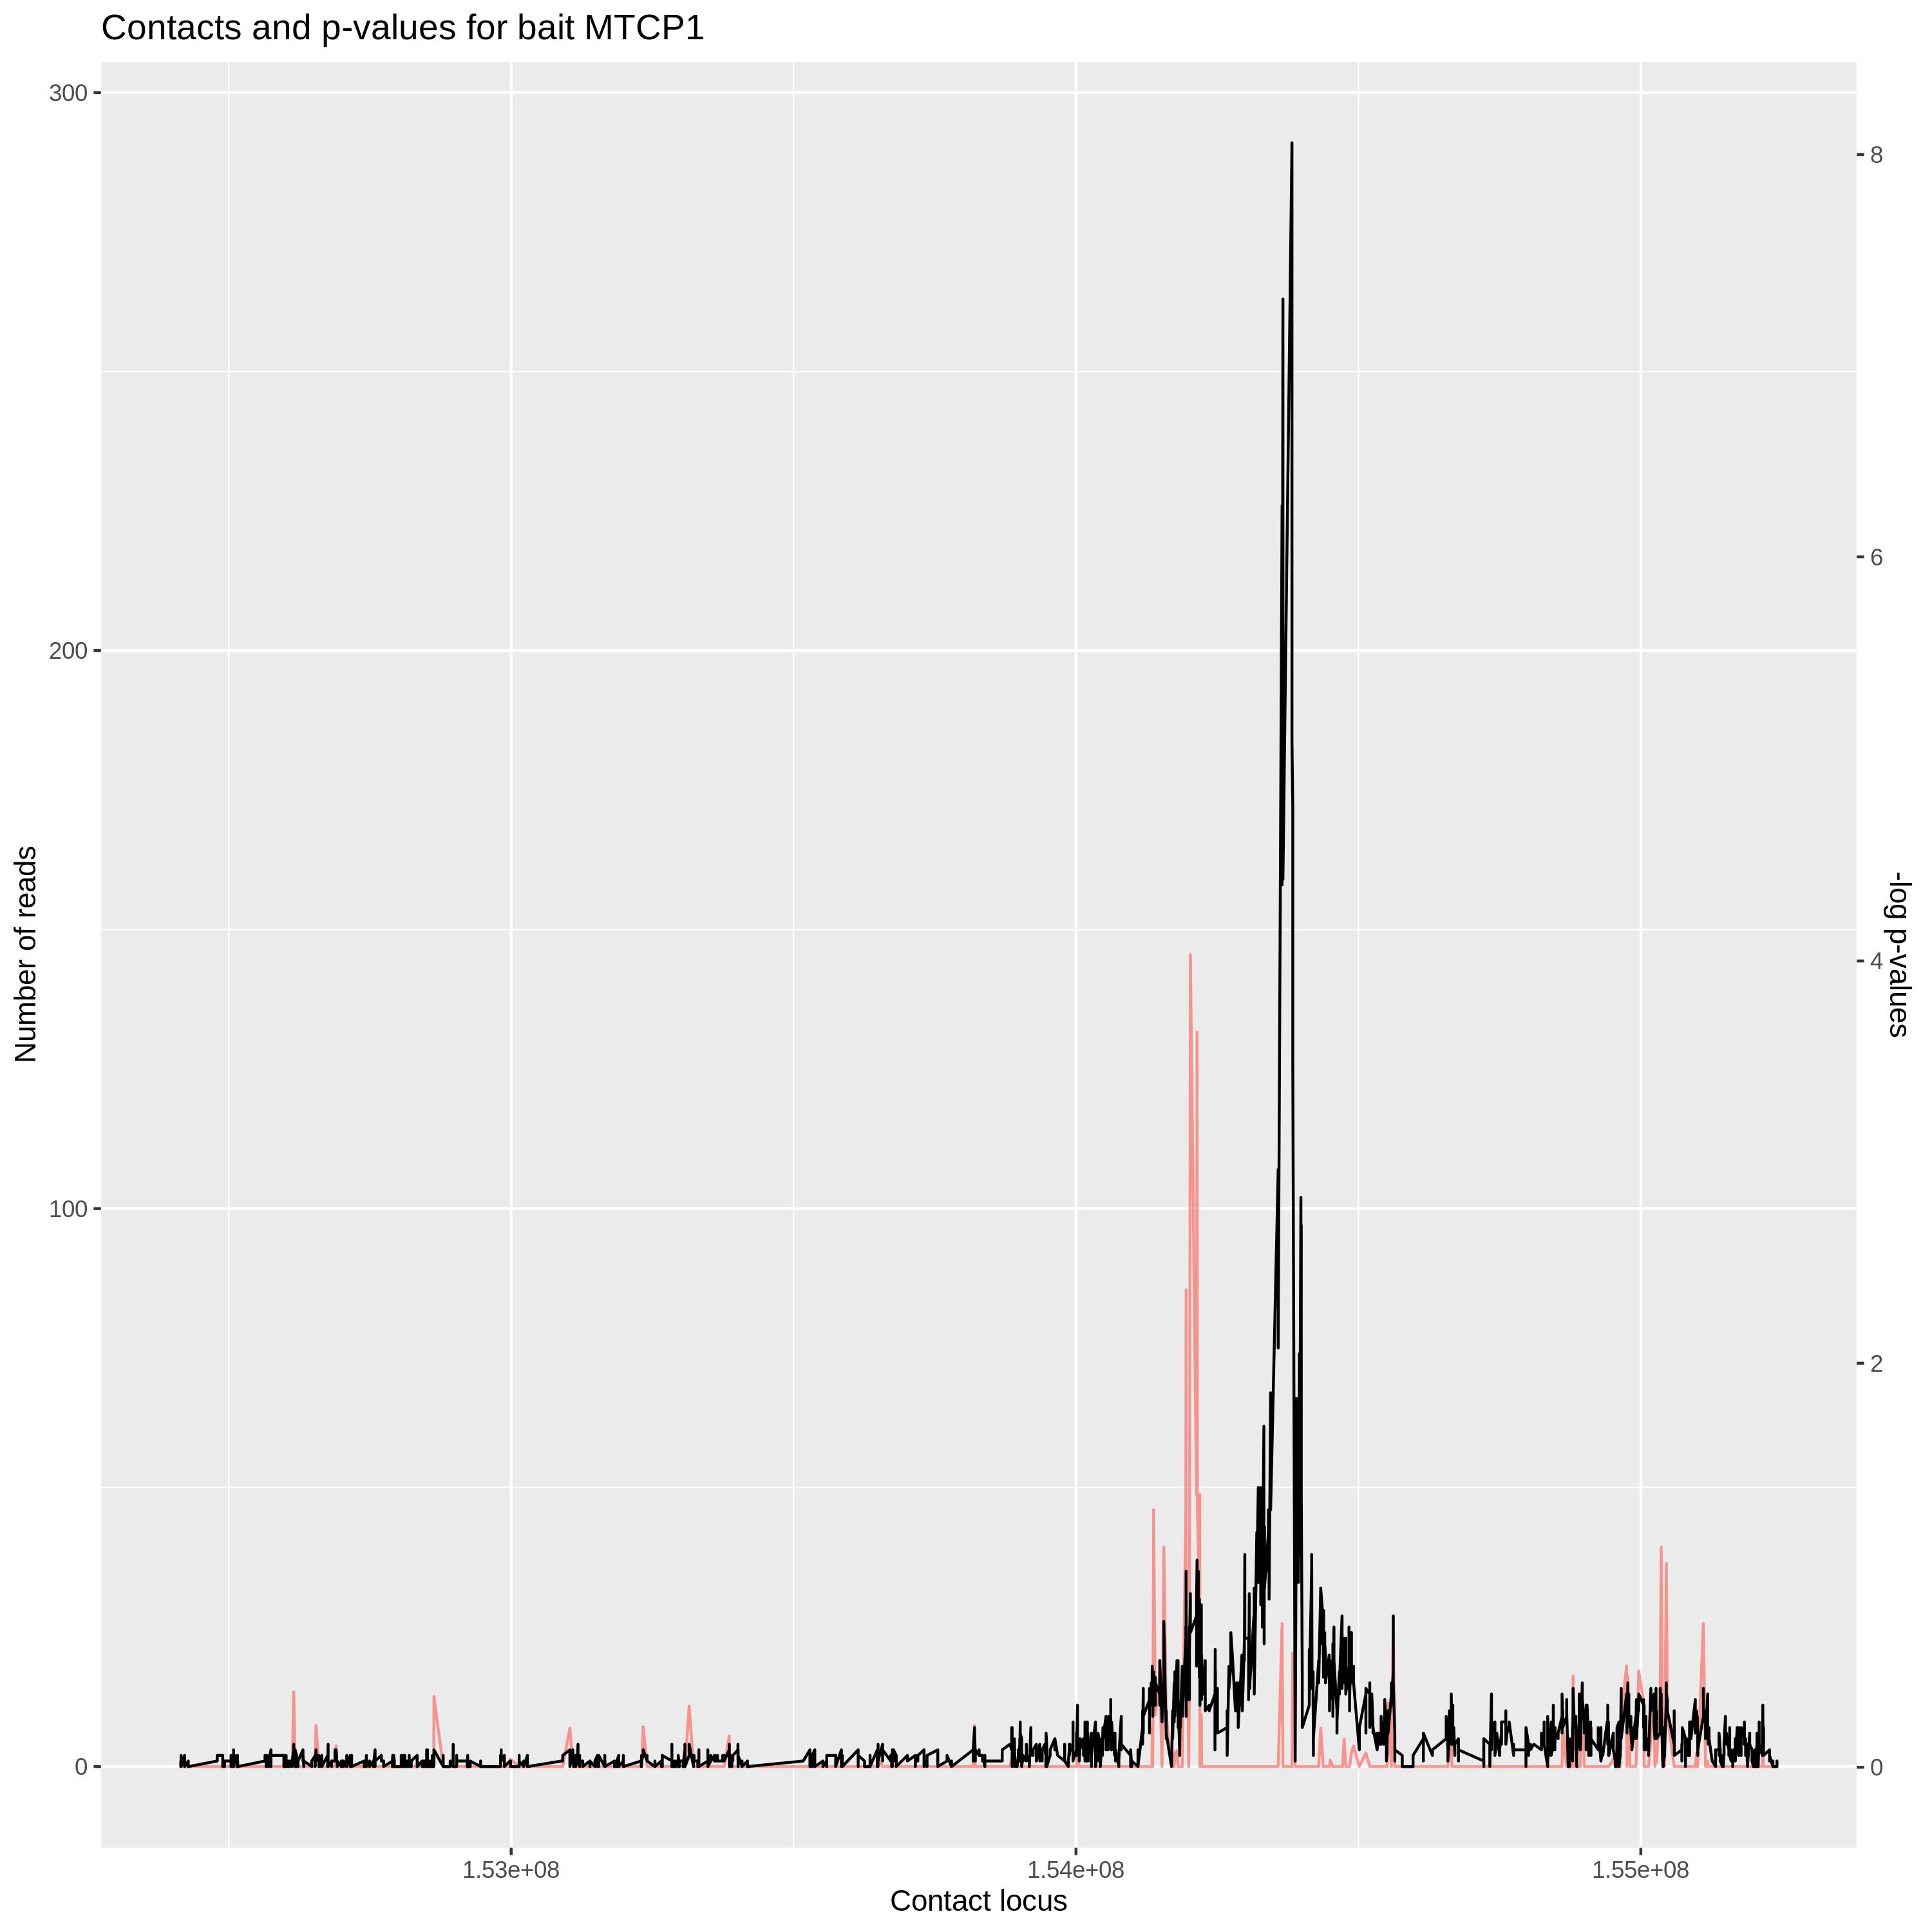 Contacts and p-values for bait MTCP1
300
200
100
0
Number of reads
8
6
4
2
0
-log p-values
1.53e+08
1.54e+08
1.55e+08
Contact locus